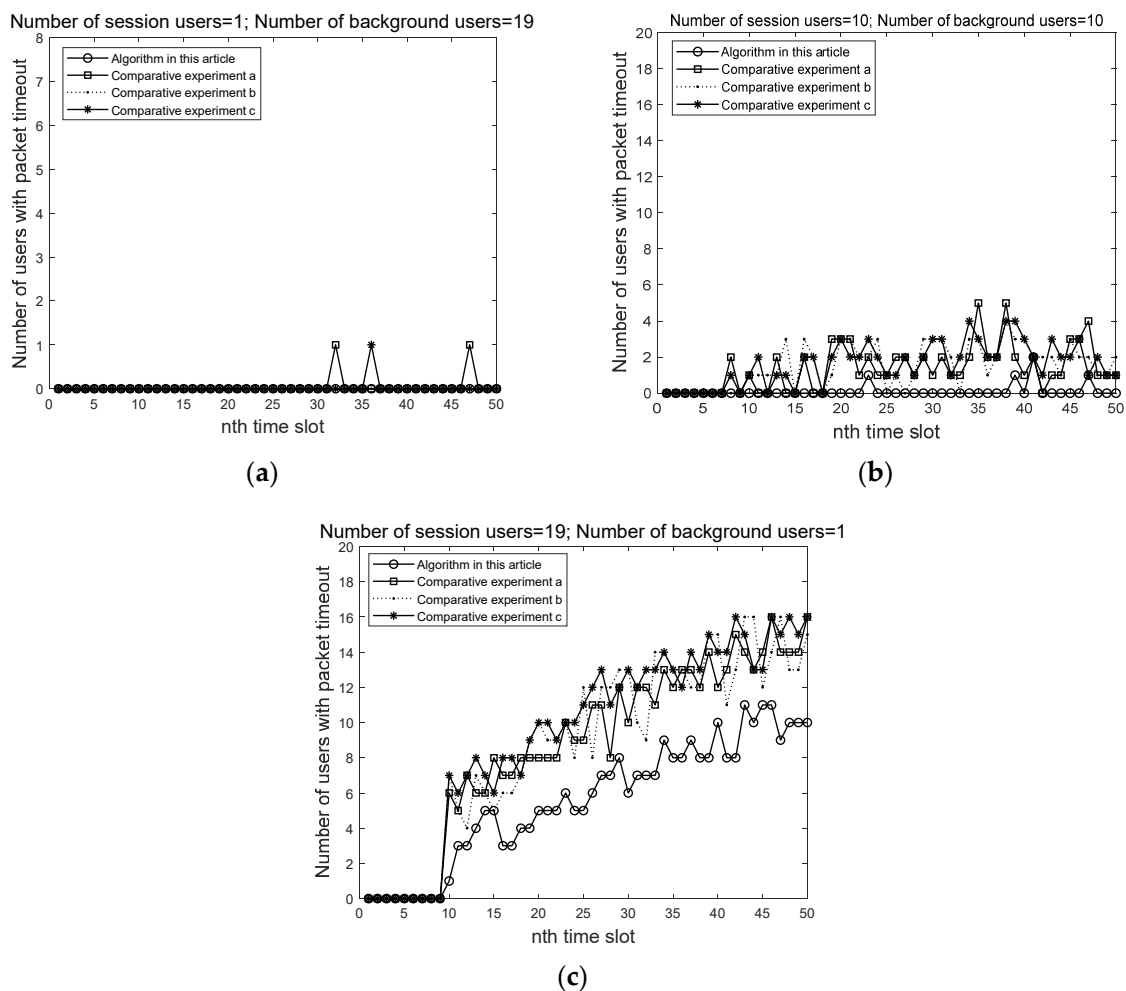 Number of session users=1; Number of background users=19
Number of users with packet timeout
8
7
6
5
4
3
2
1
0
Algorithm in this article
Comparative experiment a
Comparative experiment b
Comparative experiment c
0 5 10 15 20 25 30 35 40 45 50
nth time slot
(a)
Number of session users=10; Number of background users=10
Number of users with packet timeout
20
18
16
14
12
10
8
6
4
2
0
Algorithm in this article
Comparative experiment a
Comparative experiment b
Comparative experiment c
0 5 10 15 20 25 30 35 40 45 50
nth time slot
(b)
Number of session users=19; Number of background users=1
Number of users with packet timeout
20
18
16
14
12
10
8
6
4
2
0
Algorithm in this article
Comparative experiment a
Comparative experiment b
Comparative experiment c
0 5 10 15 20 25 30 35 40 45 50
nth time slot
(c)